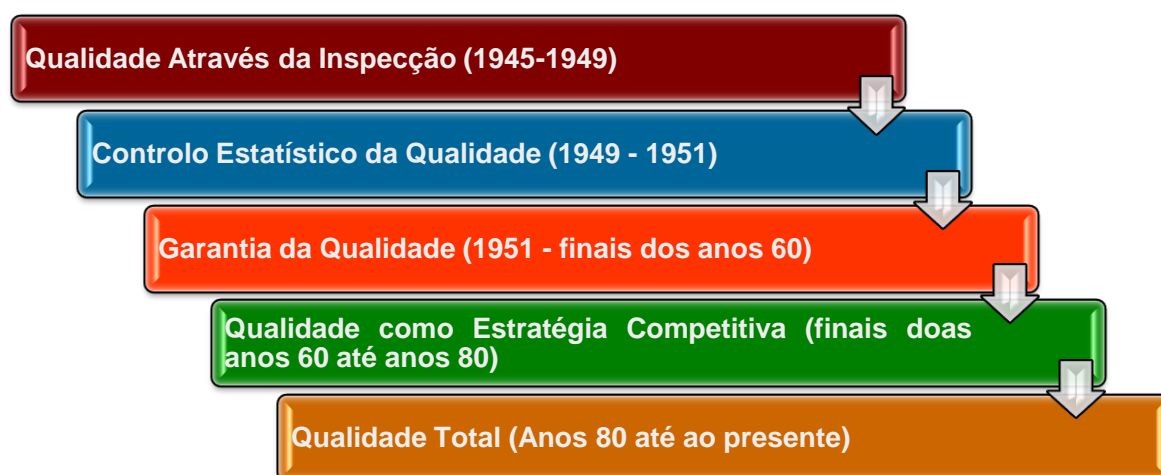 Qualidade Através da Inspecção (1945-1949)
Controlo Estatístico da Qualidade (1949 - 1951)
Garantia da Qualidade (1951 - finais dos anos 60)
Qualidade como Estratégia Competitiva (finais doas
anos 60 até anos 80)
Qualidade Total (Anos 80 até ao presente)